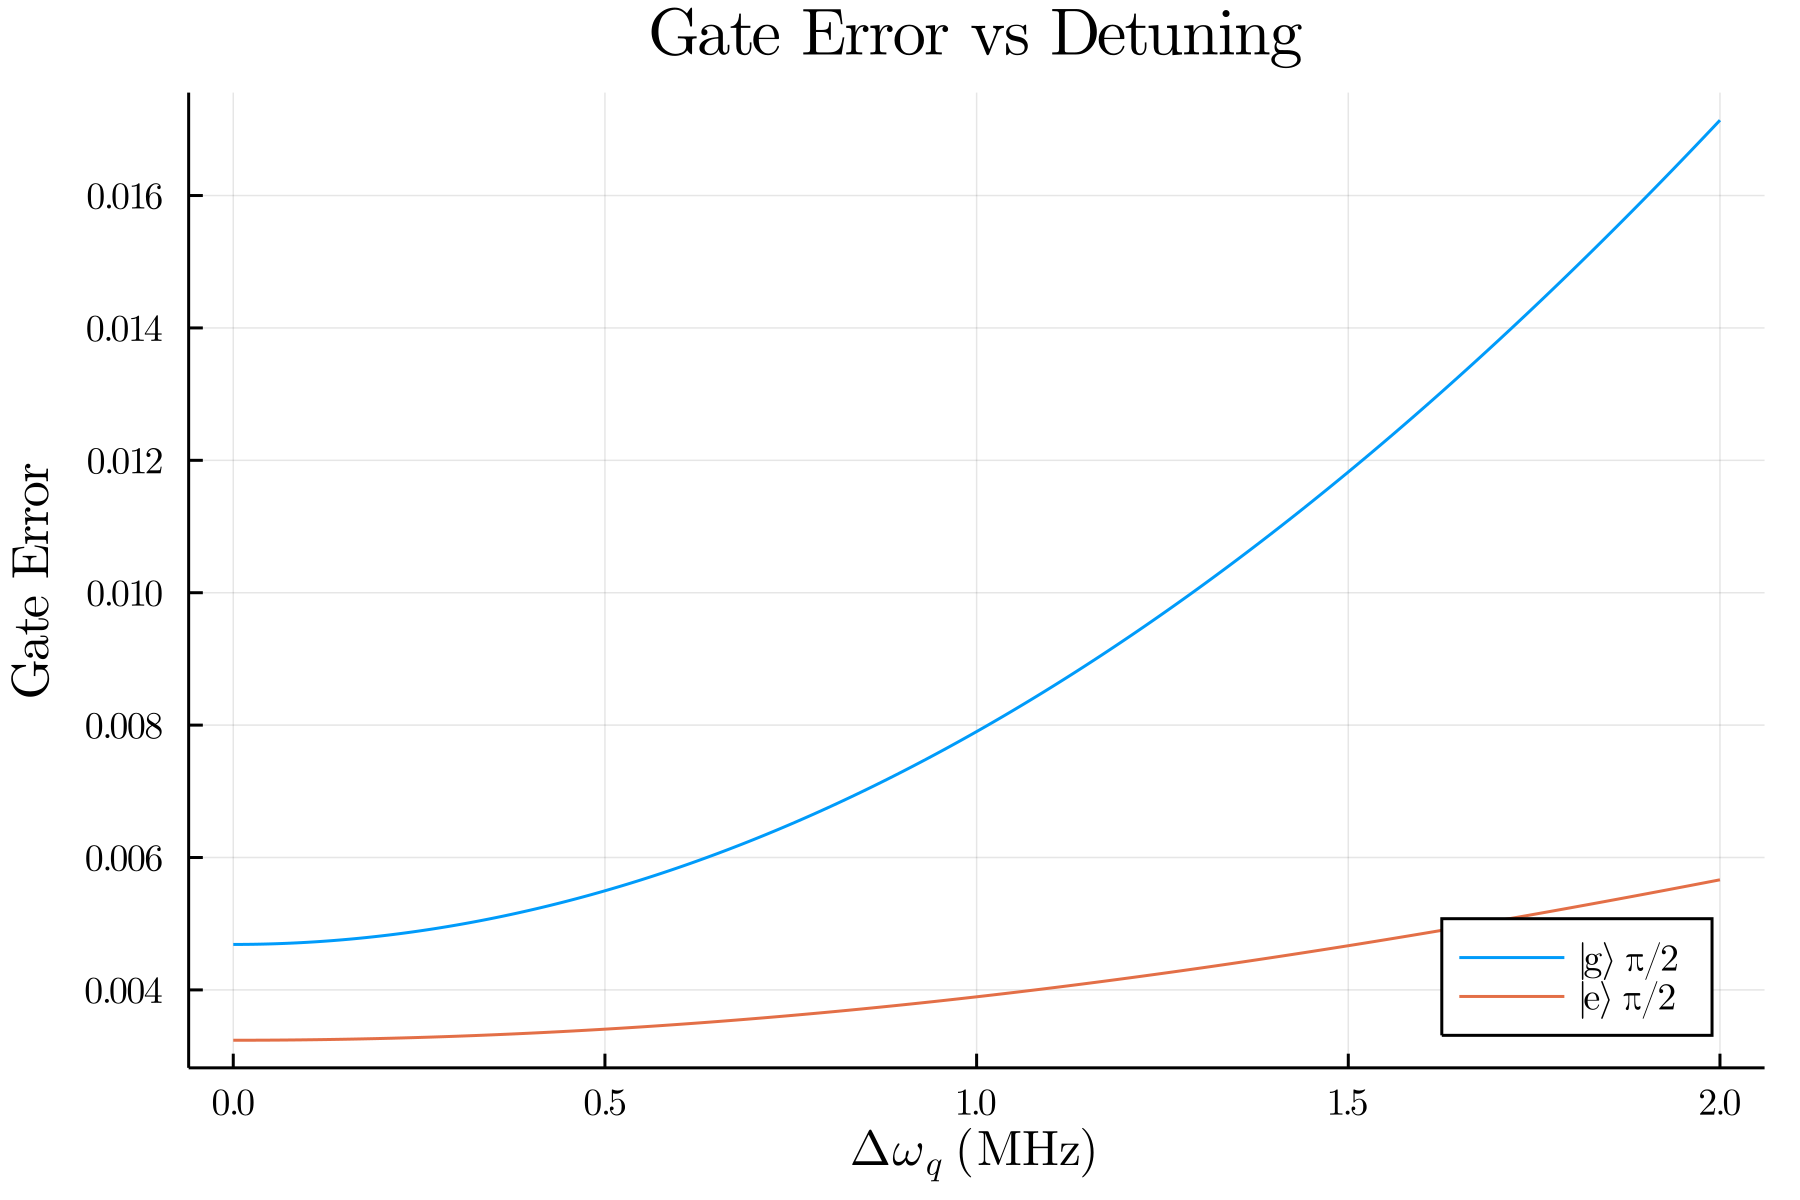 Gate Error vs Detuning
Gate Error
0.016
0.014
0.012
0.010
0.008
0.006
0.004
|g⟩ π/2
|e⟩ π/2
0.0 0.5 1.0 1.5 2.0
Δω_q (MHz)